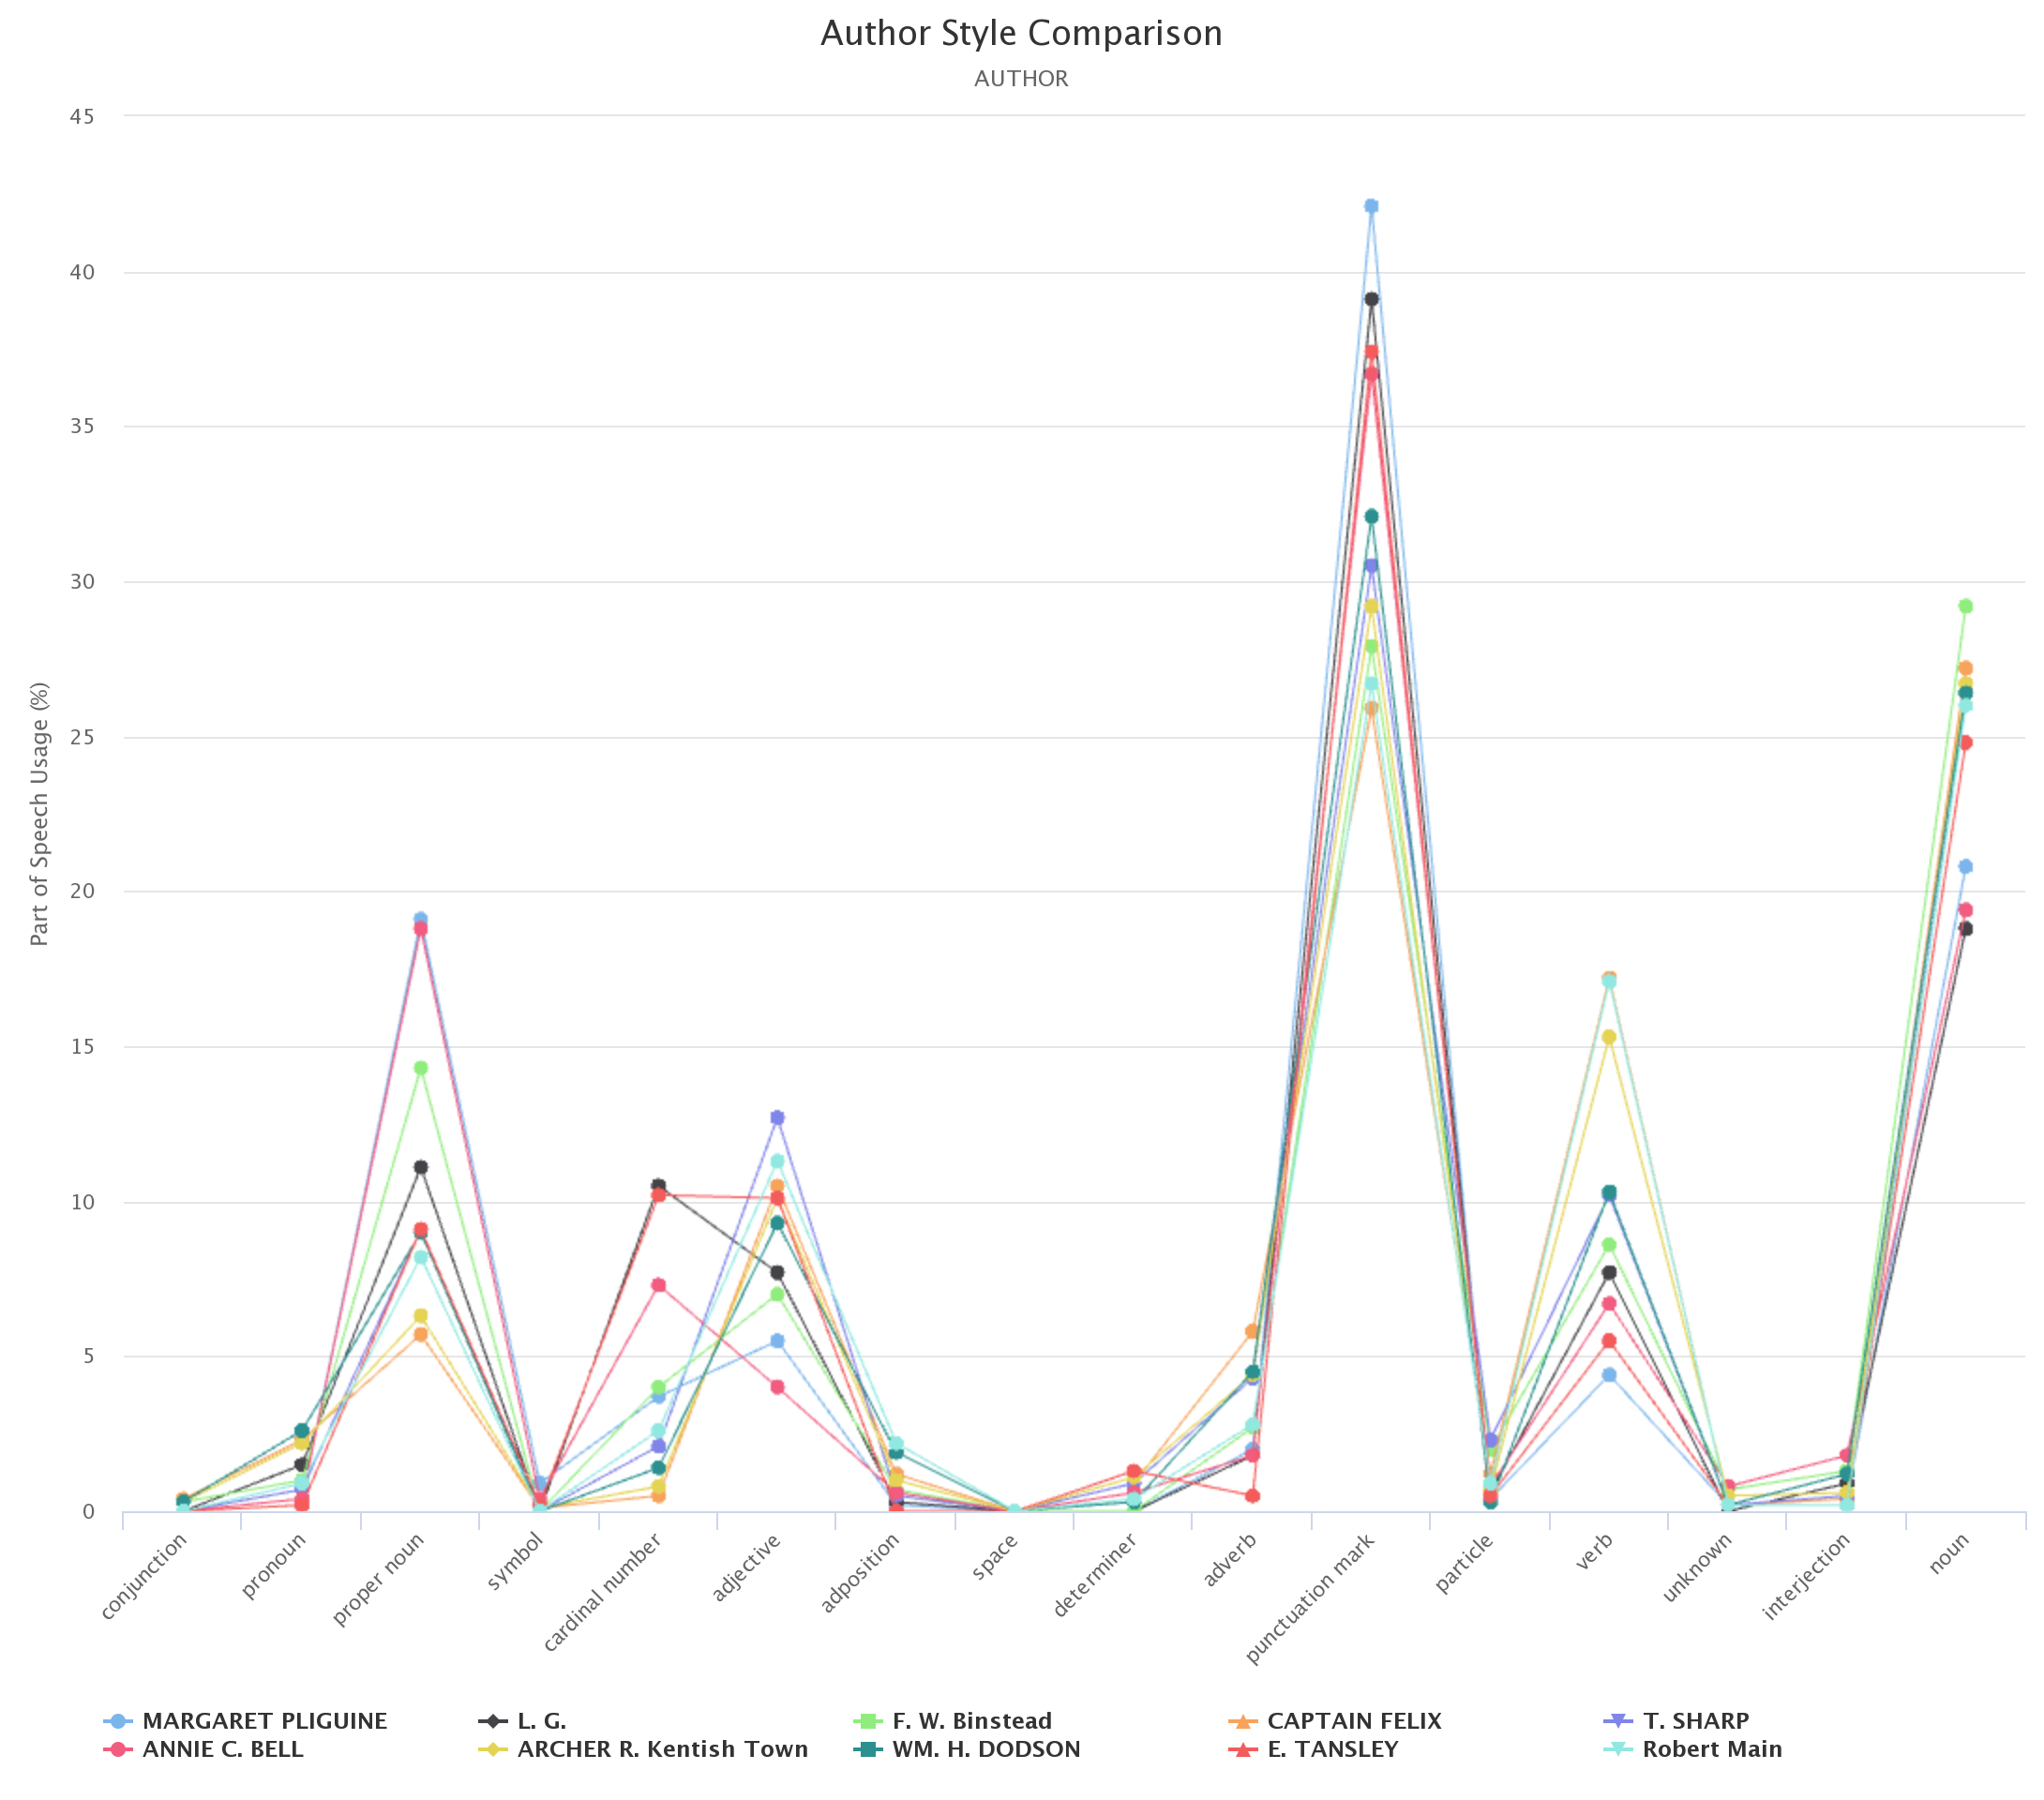 Author Style Comparison
AUTHOR
Part of Speech Usage (%)
45
40
35
30
25
20
15
10
5
0
conjunction
pronoun
proper noun
symbol
cardinal number
adjective
adposition
space
determiner
adverb
punctuation mark
particle
verb
unknown
interjection
noun
MARGARET PLIGUINE L. G. F. W. Binstead CAPTAIN FELIX T. SHARP
ANNIE C. BELL ARCHER R. Kentish Town WM. H. DODSON E. TANSLEY Robert Main